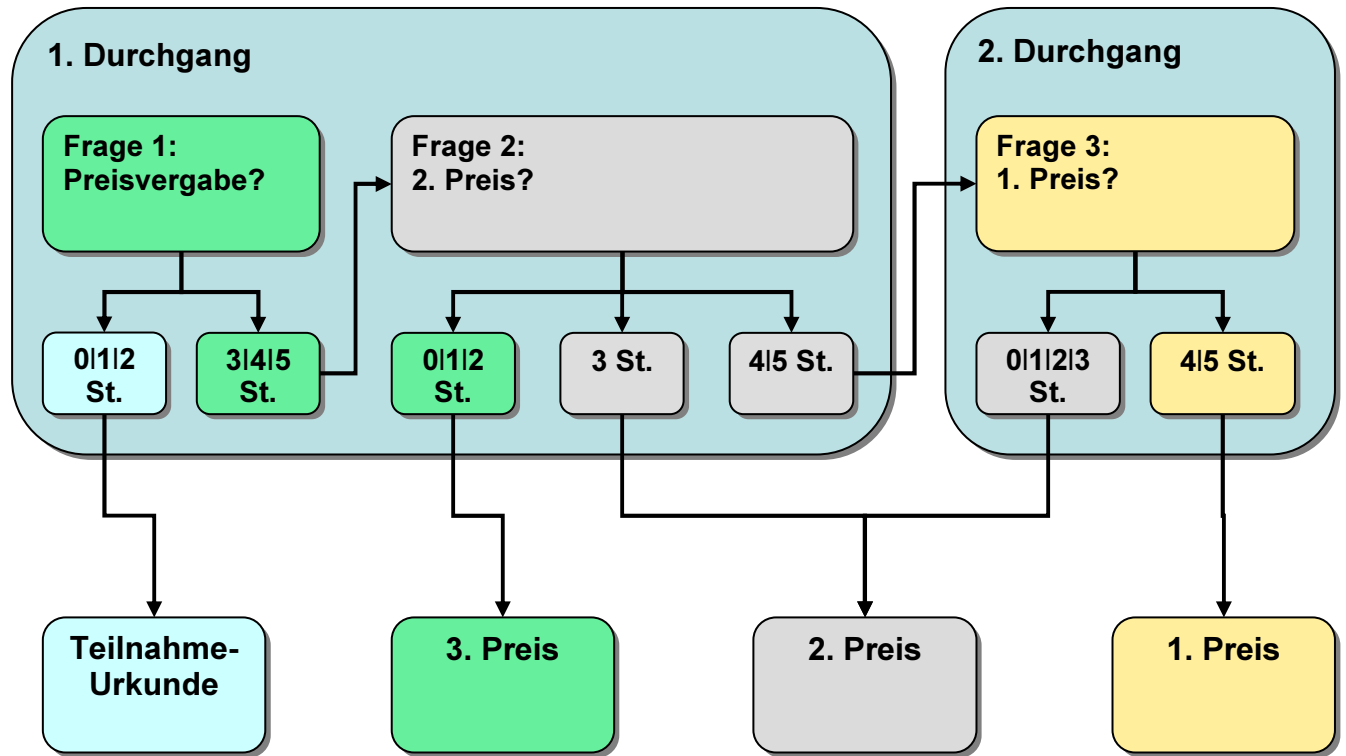 1. Durchgang
Frage 1:
Preisvergabe?
0|1|2
St.
3|4|5
St.
Frage 2:
2. Preis?
0|1|2
St.
3 St.
4|5 St.
2. Durchgang
Frage 3:
1. Preis?
0|1|2|3
St.
4|5 St.
Teilnahme-
Urkunde
3. Preis
2. Preis
1. Preis